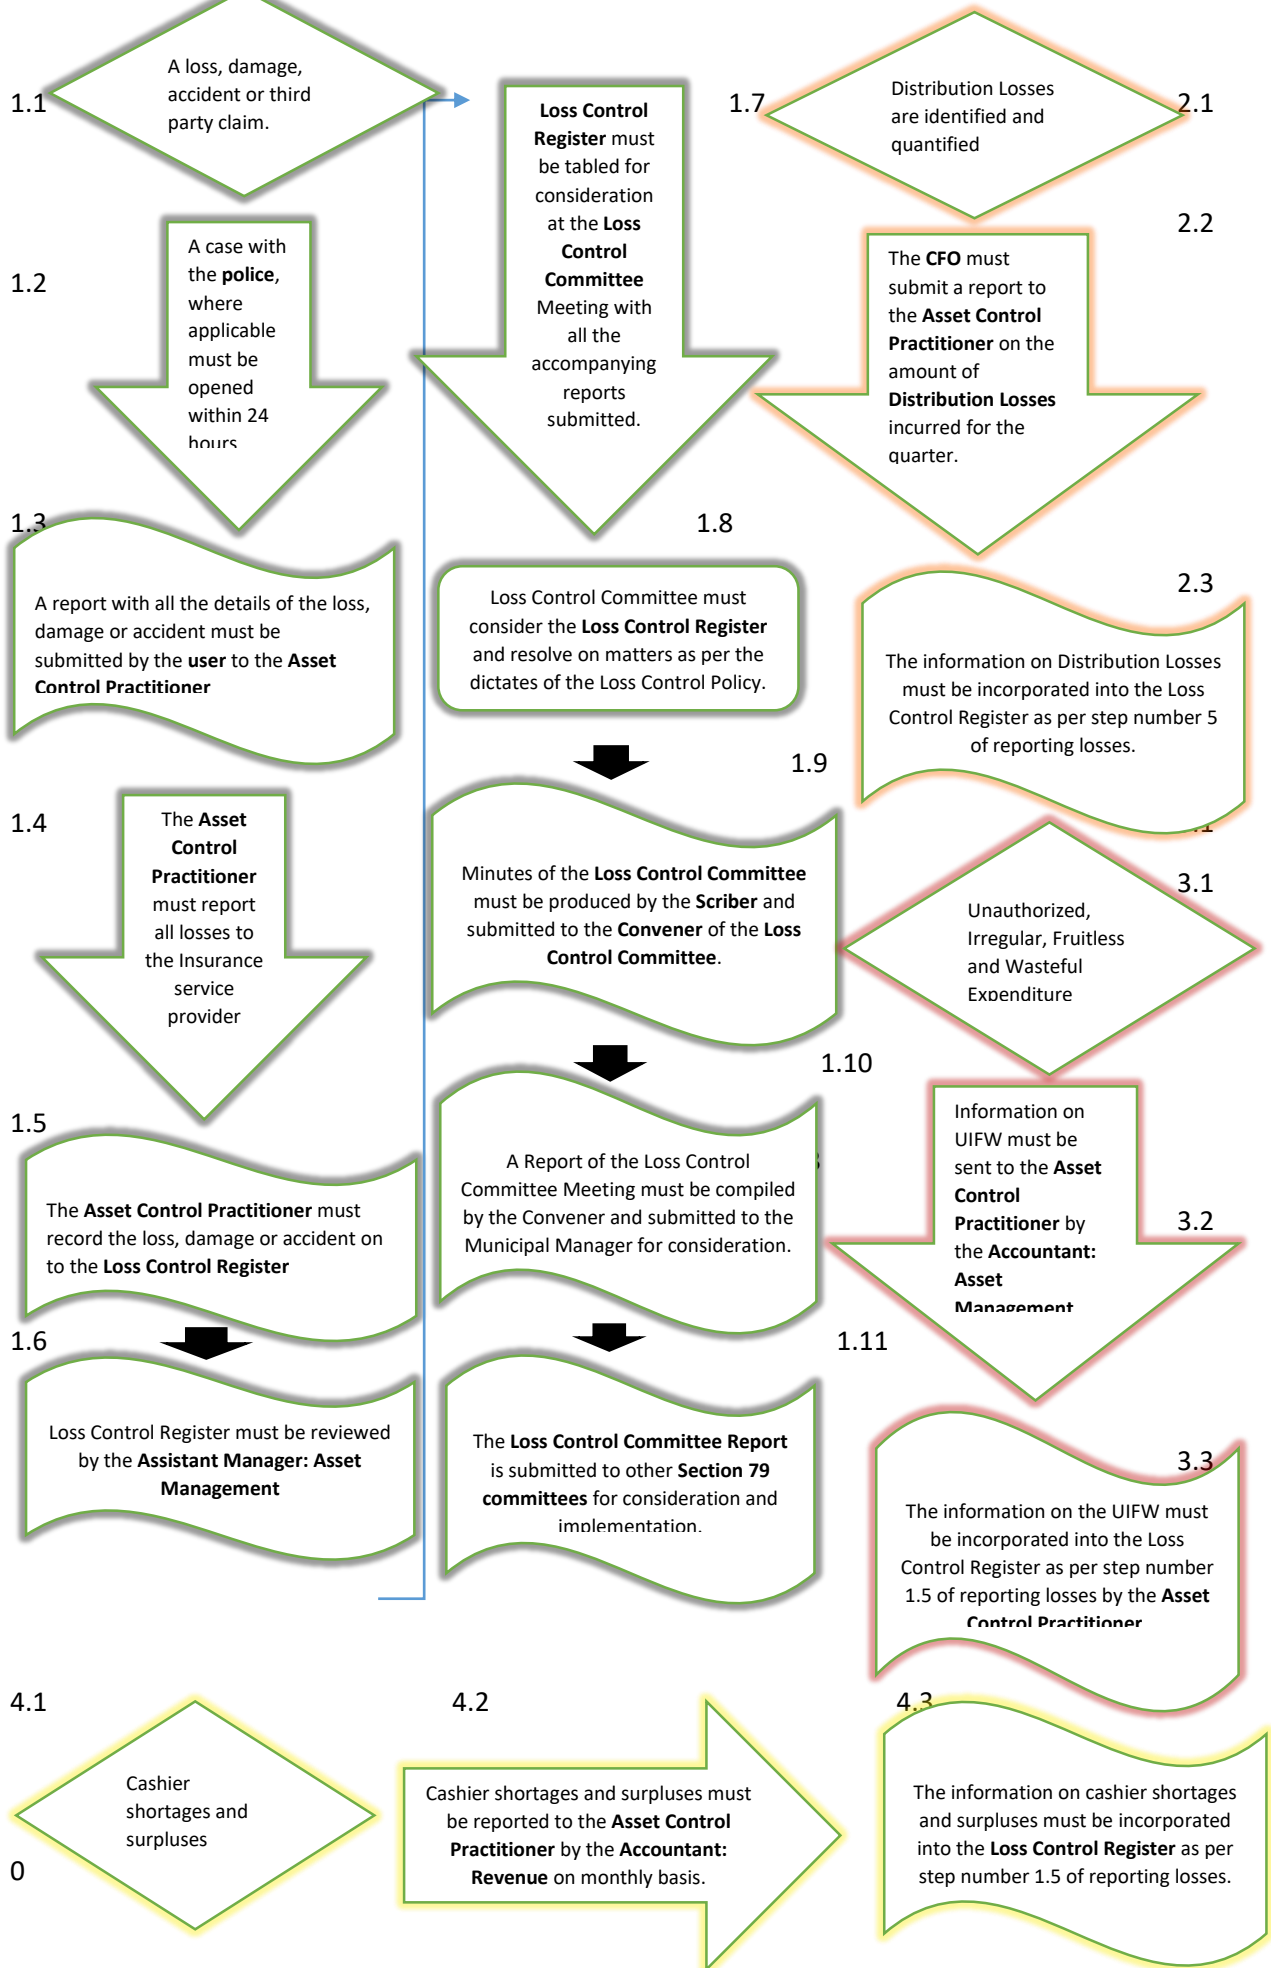 1.1
A loss, damage,
accident or third
party claim.
1.2
A case with
the police,
where
applicable
must be
opened
within 24
hours
1.3
A report with all the details of the loss,
damage or accident must be
submitted by the user to the Asset
Control Practitioner
1.4
The Asset
Control
Practitioner
must report
all losses to
the Insurance
service
provider
1.5
The Asset Control Practitioner must
record the loss, damage or accident on
to the Loss Control Register
1.6
Loss Control Register must be reviewed
by the Assistant Manager: Asset
Management
1.7
Loss Control
Register must
be tabled for
consideration
at the Loss
Control
Committee
Meeting with
all the
accompanying
reports
submitted.
1.8
Loss Control Committee must
consider the Loss Control Register
and resolve on matters as per the
dictates of the Loss Control Policy.
1.9
Minutes of the Loss Control Committee
must be produced by the Scriber and
submitted to the Convener of the Loss
Control Committee.
1.10
A Report of the Loss Control
Committee Meeting must be compiled
by the Convener and submitted to the
Municipal Manager for consideration.
1.11
The Loss Control Committee Report
is submitted to other Section 79
committees for consideration and
implementation.
2.1
Distribution Losses
are identified and
quantified
2.2
The CFO must
submit a report to
the Asset Control
Practitioner on the
amount of
Distribution Losses
incurred for the
quarter.
2.3
The information on Distribution Losses
must be incorporated into the Loss
Control Register as per step number 5
of reporting losses.
3.1
Unauthorized,
Irregular, Fruitless
and Wasteful
Expenditure
3.2
Information on
UIFW must be
sent to the Asset
Control
Practitioner by
the Accountant:
Asset
Management
3.3
The information on the UIFW must
be incorporated into the Loss
Control Register as per step number
1.5 of reporting losses by the Asset
Control Practitioner
4.1
Cashier
shortages and
surpluses
0
4.2
Cashier shortages and surpluses must
be reported to the Asset Control
Practitioner by the Accountant:
Revenue on monthly basis.
4.3
The information on cashier shortages
and surpluses must be incorporated
into the Loss Control Register as per
step number 1.5 of reporting losses.